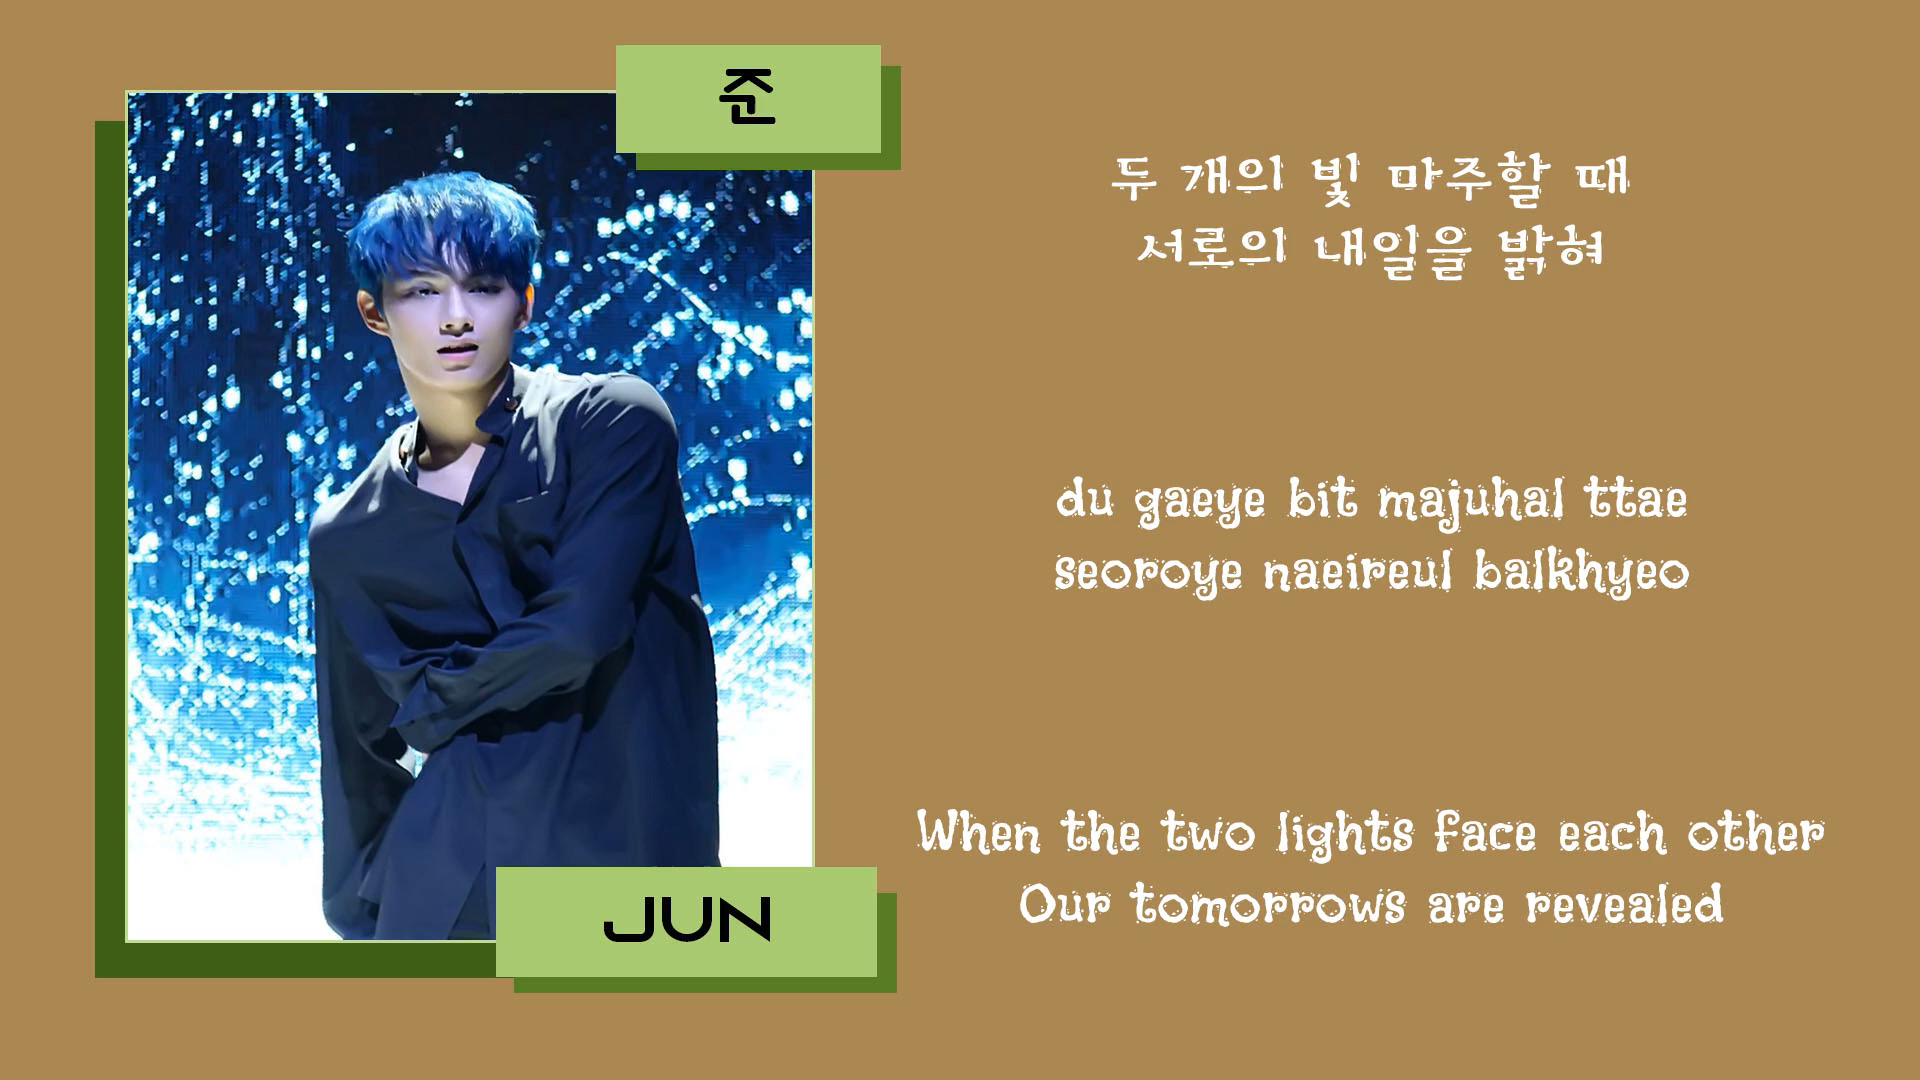 준
두 개의 빛 마주할 때
서로의 내일을 밝혀
du gaeye bit majuhal ttae
seoroye naeireul balkhyeo
When the two lights face each other
Our tomorrows are revealed
JUN